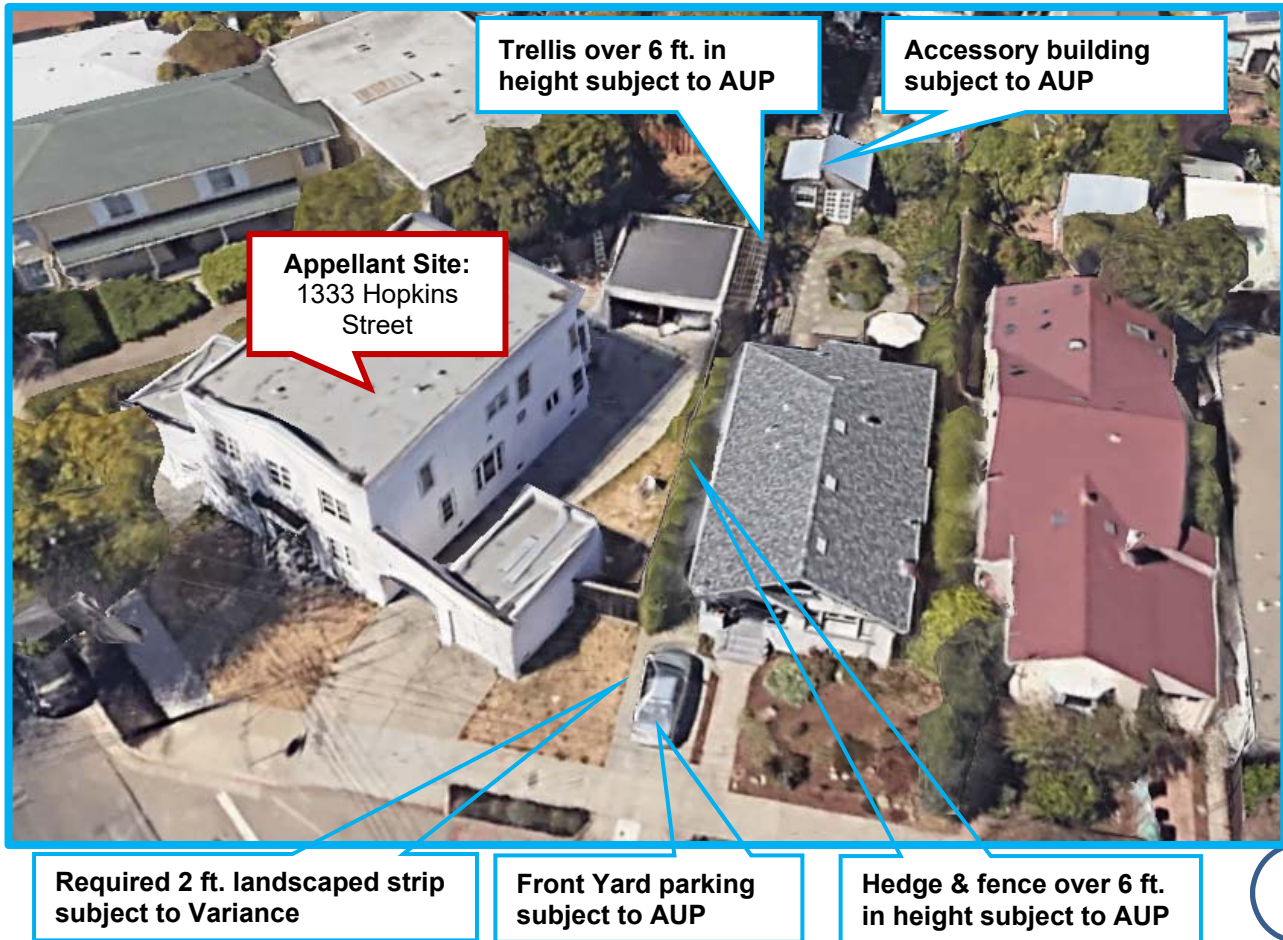 Trellis over 6 ft. in
height subject to AUP
Accessory building
subject to AUP
Appellant Site:
1333 Hopkins
Street
Required 2 ft. landscaped strip
subject to Variance
Front Yard parking
subject to AUP
Hedge & fence over 6 ft.
in height subject to AUP